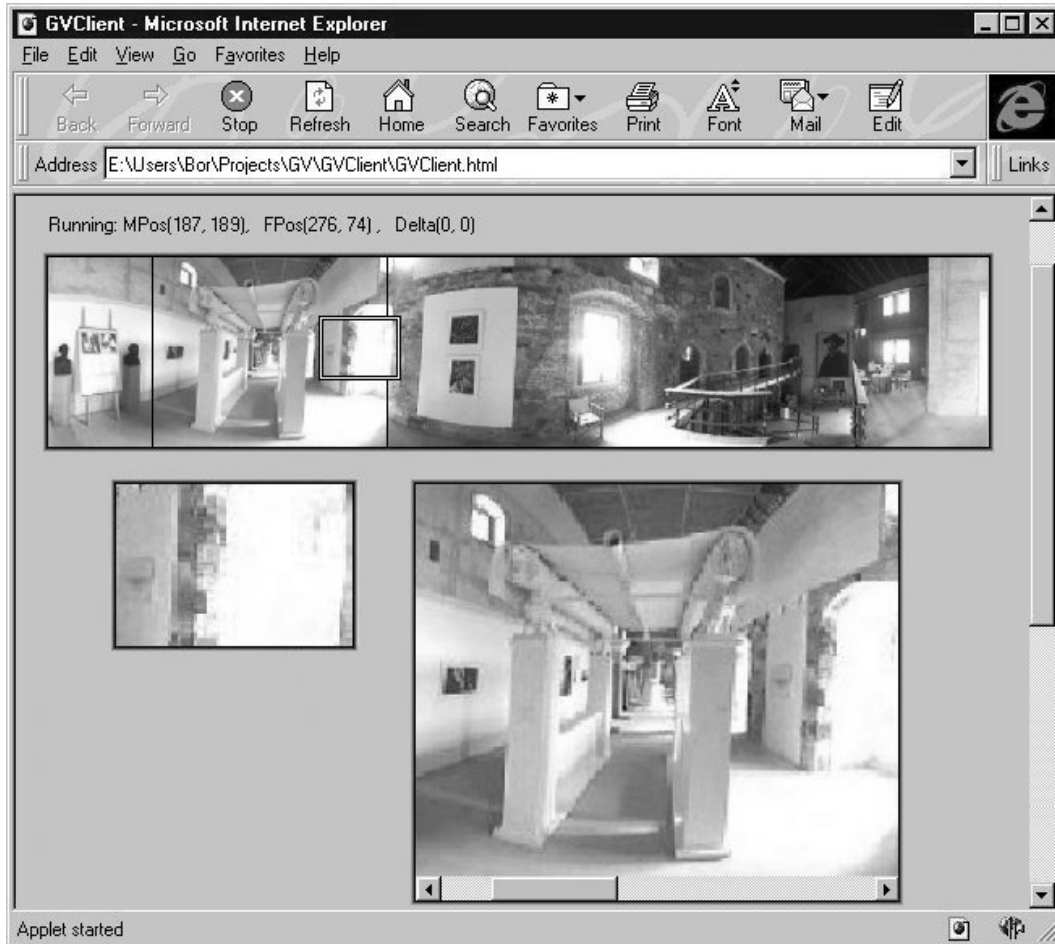 GVClient - Microsoft Internet Explorer
File Edit View Go Favorites Help
Back Forward Stop Refresh Home Search Favorites Print Font Mail Edit
Address E:\Users\Bor\Projects\GV\GVClient\GVClient.html Links
Running: MPos(187, 189), FPos(276, 74) , Delta(0, 0)
Applet started